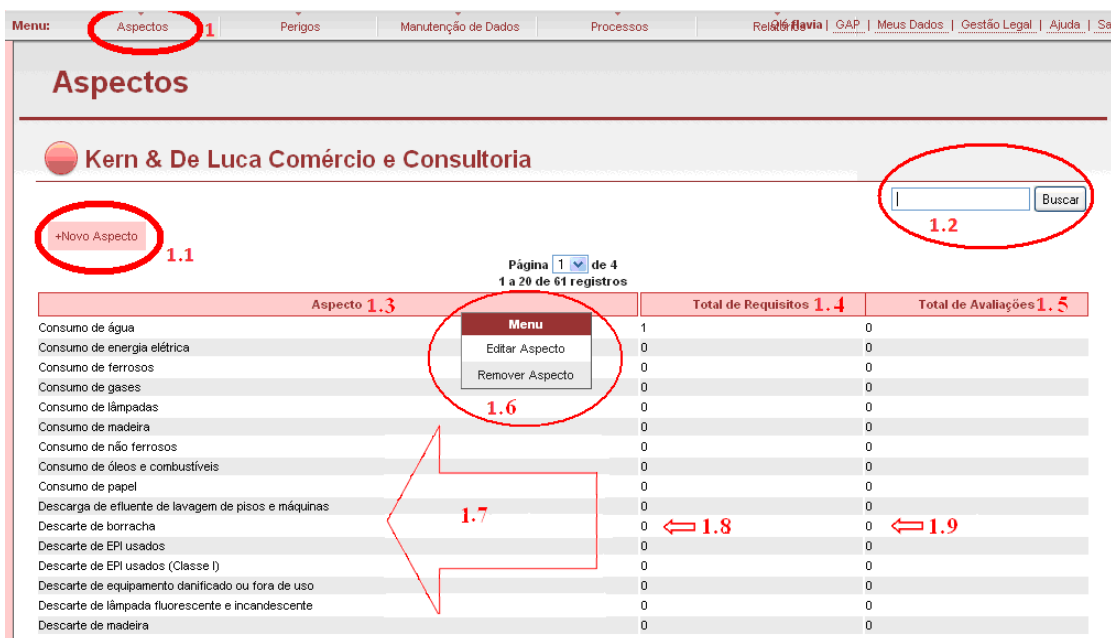 Menu: Aspectos 1 Perigos Manutenção de Dados Processos Relatórios Olá flavia | GAP | Meus Dados | Gestão Legal | Ajuda | Sa
Aspectos
Kern & De Luca Comércio e Consultoria
Buscar
1.2
+Novo Aspecto
1.1
Página 1 de 4
1 a 20 de 61 registros
Aspecto 1.3 Total de Requisitos 1.4 Total de Avaliações 1.5
Consumo de água 1 0
Menu
Consumo de energia elétrica 0 0
Editar Aspecto
Consumo de ferrosos 0 0
Remover Aspecto
Consumo de gases 0 0
Consumo de lâmpadas 0 0
1.6
Consumo de madeira 0 0
Consumo de não ferrosos 0 0
Consumo de óleos e combustíveis 0 0
Consumo de papel 0 0
Descarga de efluente de lavagem de pisos e máquinas 0 0
1.7
Descarte de borracha 0 1.8 0 1.9
Descarte de EPI usados 0 0
Descarte de EPI usados (Classe I) 0 0
Descarte de equipamento danificado ou fora de uso 0 0
Descarte de lâmpada fluorescente e incandescente 0 0
Descarte de madeira 0 0